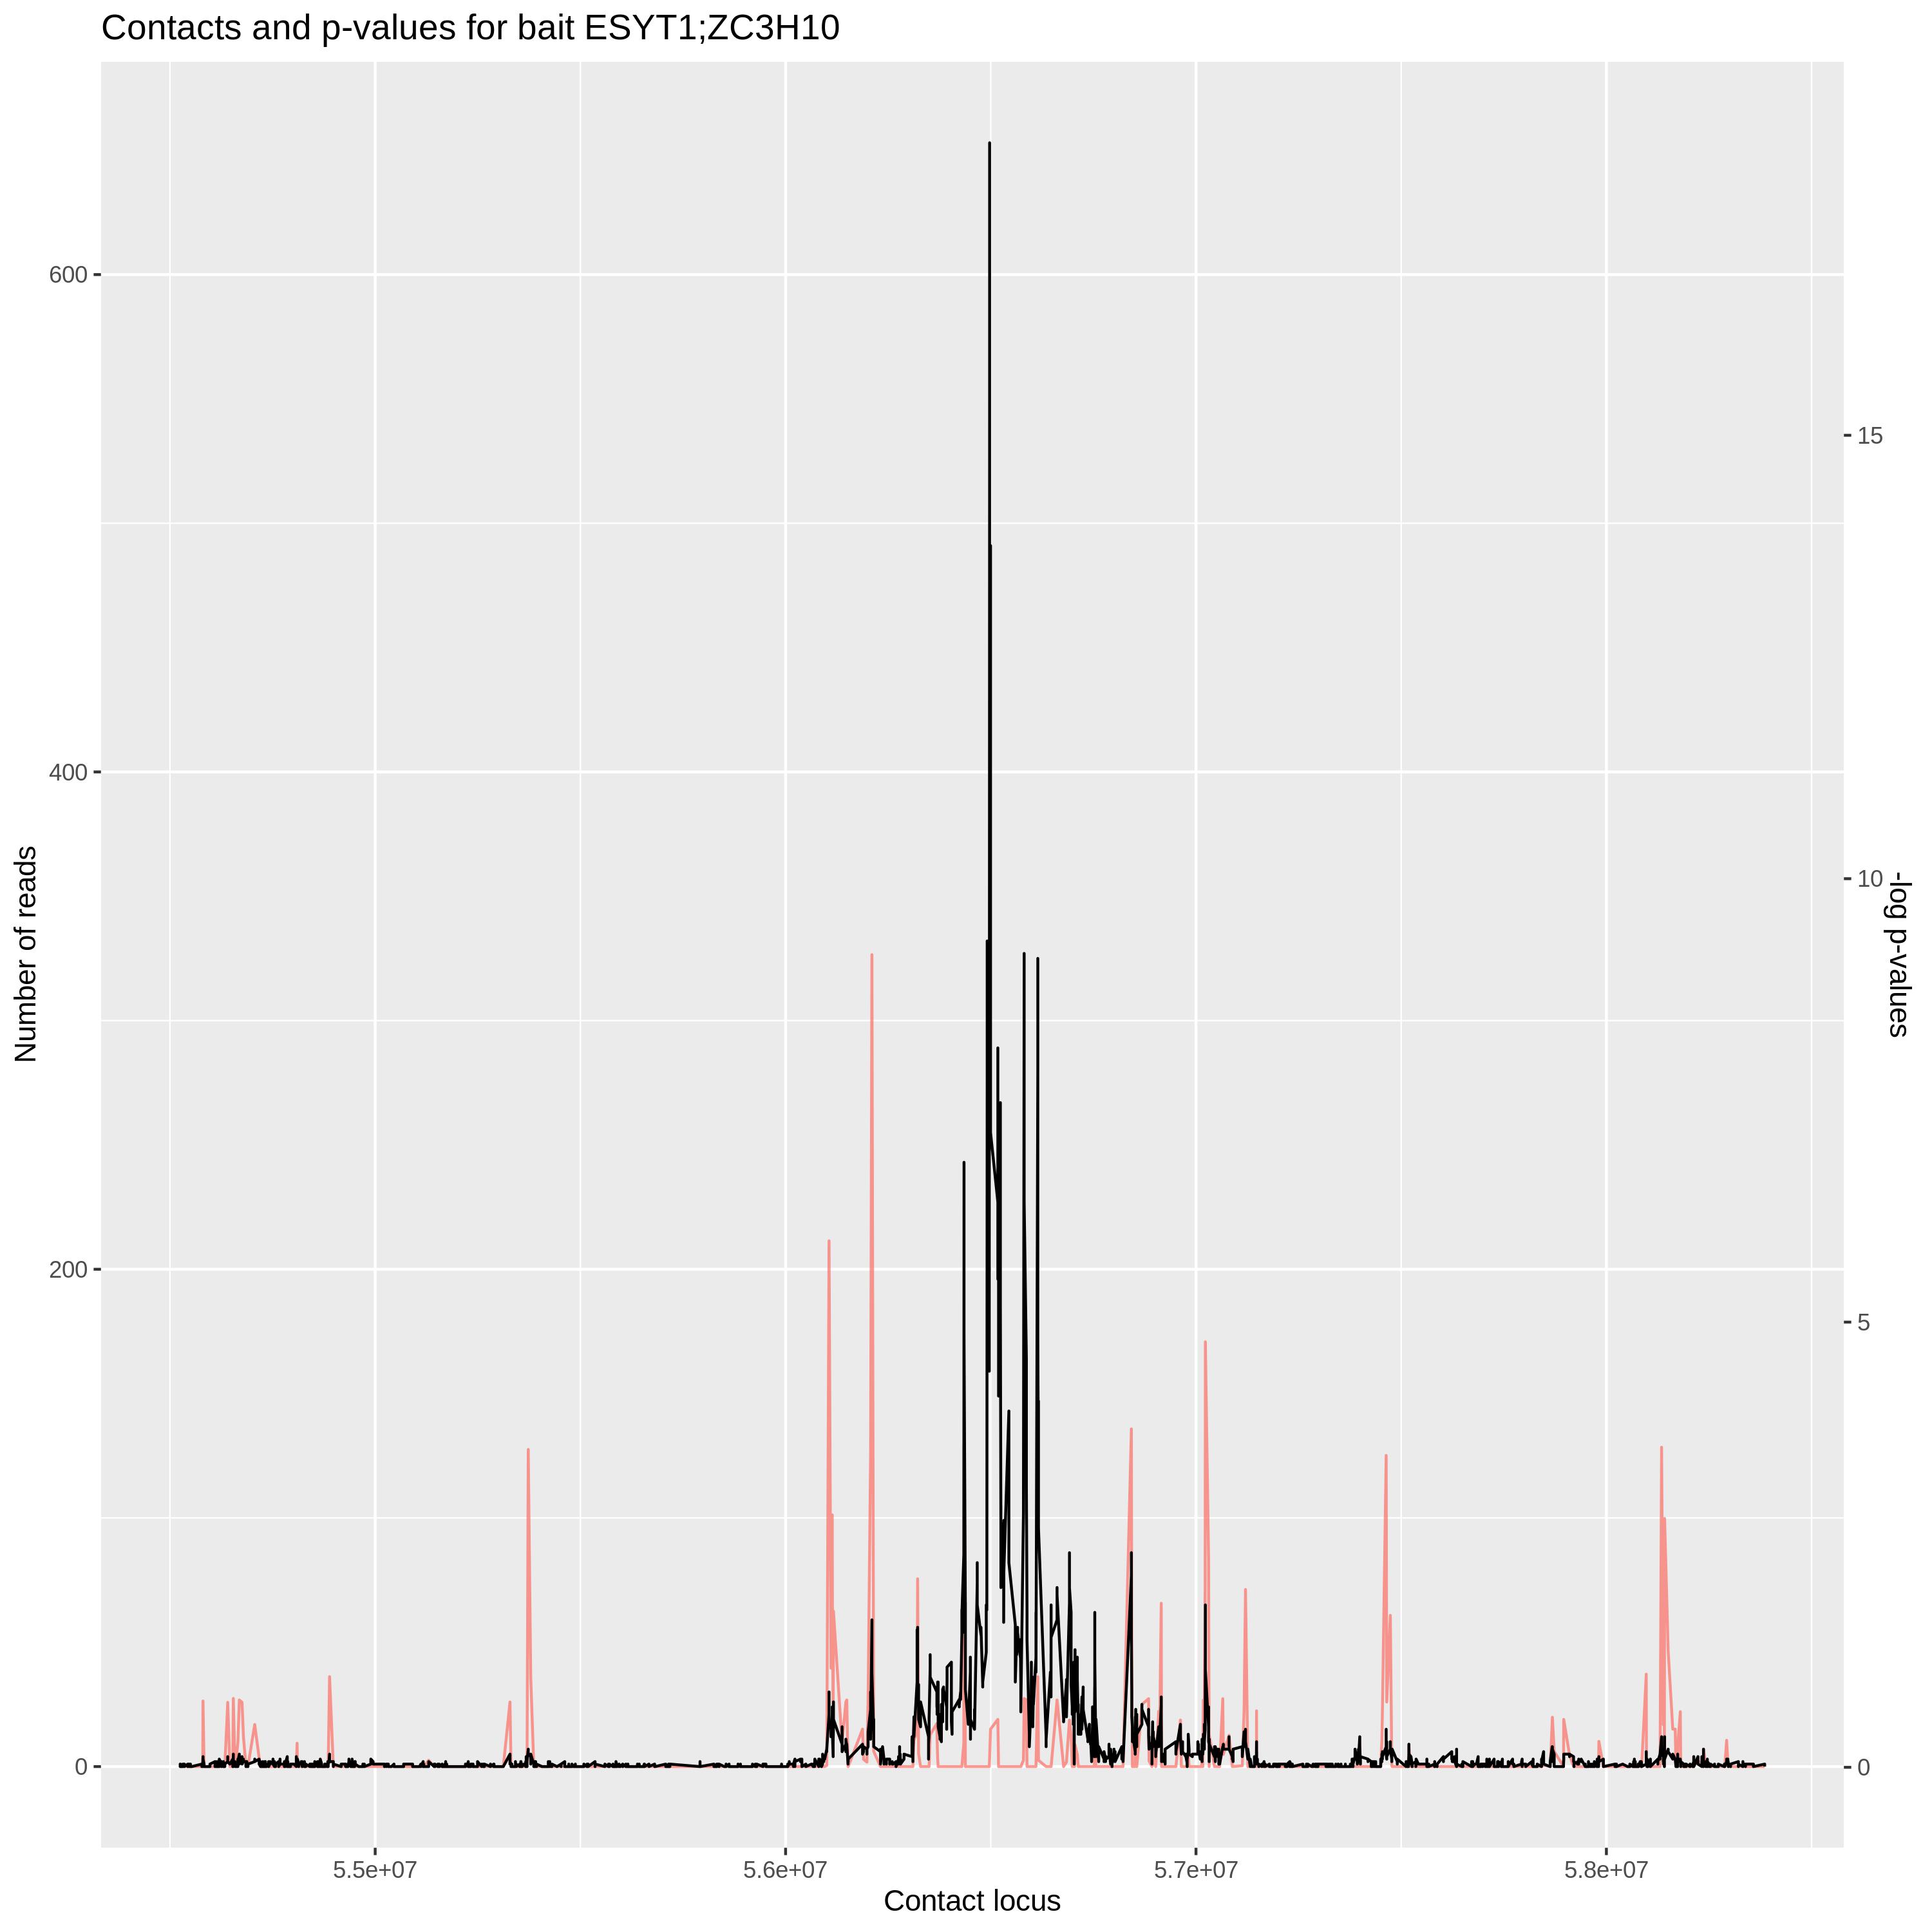 Contacts and p-values for bait ESYT1;ZC3H10
600
400
200
0
Number of reads
15
10
5
0
-log p-values
5.5e+07
5.6e+07
5.7e+07
5.8e+07
Contact locus